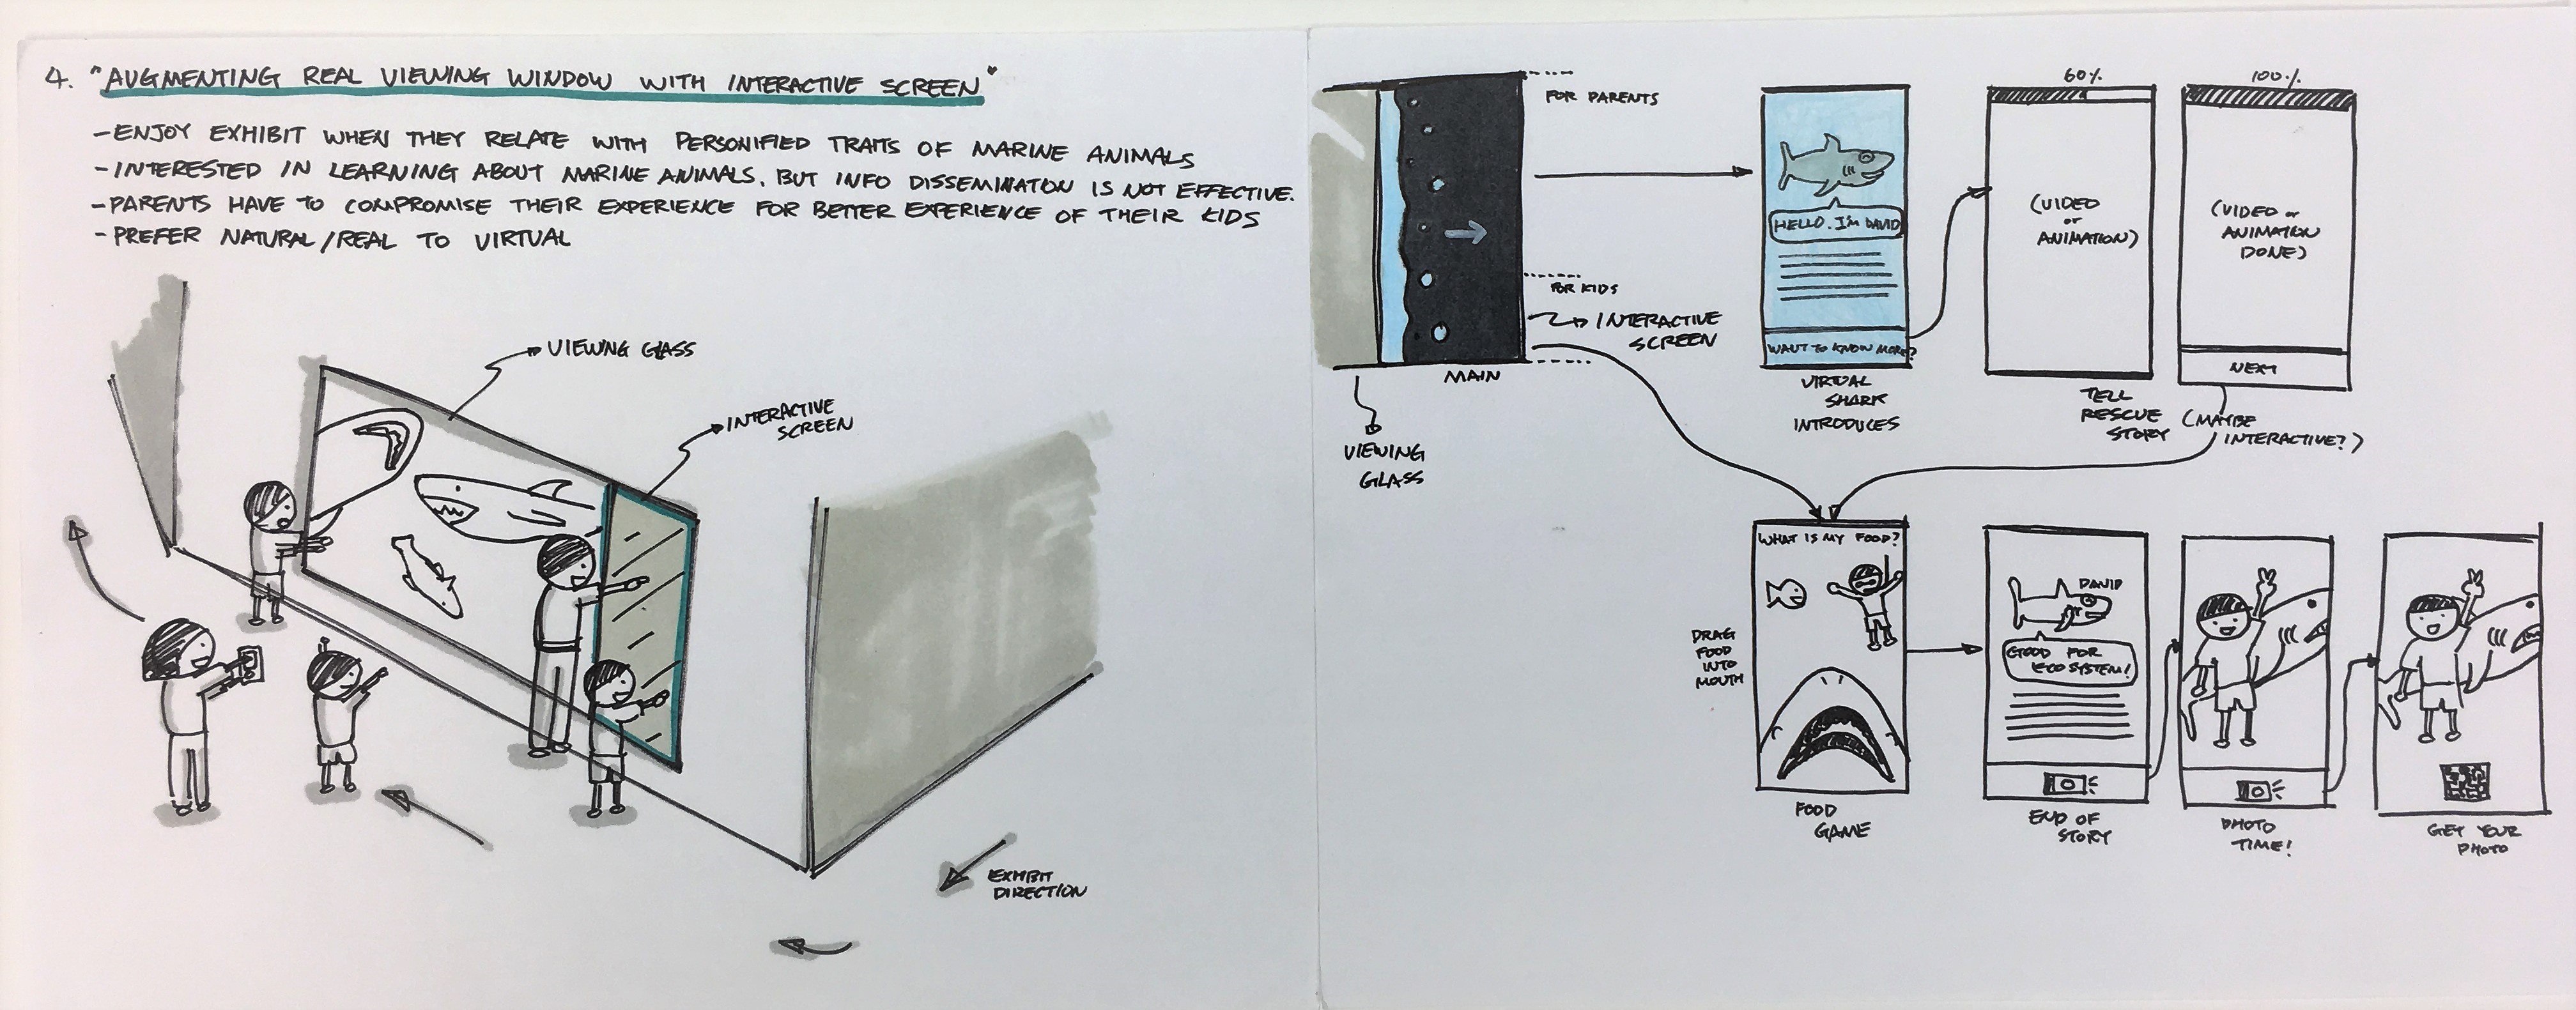 4. "AUGMENTING REAL VIEWING WINDOW WITH INTERACTIVE SCREEN"
- ENJOY EXHIBIT WHEN THEY RELATE WITH PERSONIFIED TRAITS OF MARINE ANIMALS
- INTERESTED IN LEARNING ABOUT MARINE ANIMALS, BUT INFO DISSEMINATION IS NOT EFFECTIVE.
- PARENTS HAVE TO COMPROMISE THEIR EXPERIENCE FOR BETTER EXPERIENCE OF THEIR KIDS
- PREFER NATURAL/REAL TO VIRTUAL
VIEWING GLASS
INTERACTIVE
SCREEN
EXHIBIT
DIRECTION
FOR PARENTS
FOR KIDS
INTERACTIVE
SCREEN
MAIN
VIEWING
GLASS
HELLO. I'm DAVID
WANT TO KNOW MORE?
VIRTUAL
SHARK
INTRODUCES
60%
(VIDEO
or
ANIMATION)
TELL
RESCUE
STORY
100%
(VIDEO or
ANIMATION
DONE)
NEXT
(MAYBE
INTERACTIVE?)
WHAT IS MY FOOD?
DRAG
FOOD
INTO
MOUTH
FOOD
GAME
DAVID
GOOD FOR
ECOSYSTEM!
END OF
STORY
PHOTO
TIME!
GET YOUR
PHOTO